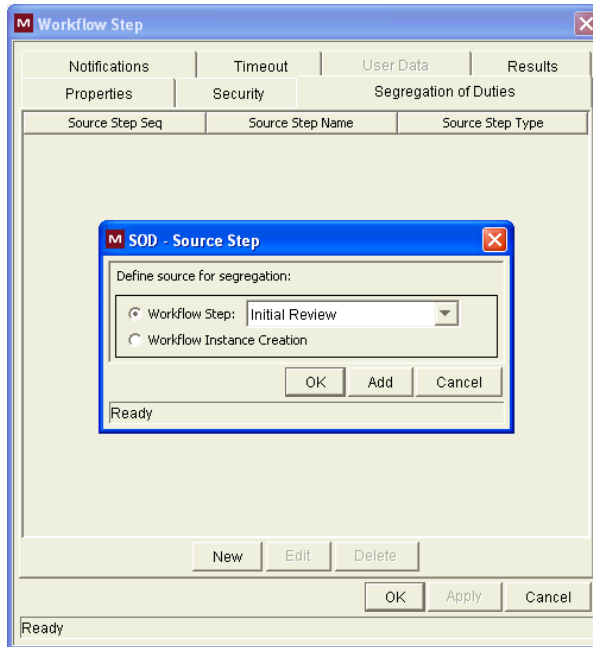 M Workflow Step
Notifications Timeout User Data Results
Properties Security Segregation of Duties
Source Step Seq Source Step Name Source Step Type
M SOD - Source Step
Define source for segregation:
Workflow Step: Initial Review
Workflow Instance Creation
OK Add Cancel
Ready
New Edit Delete
OK Apply Cancel
Ready